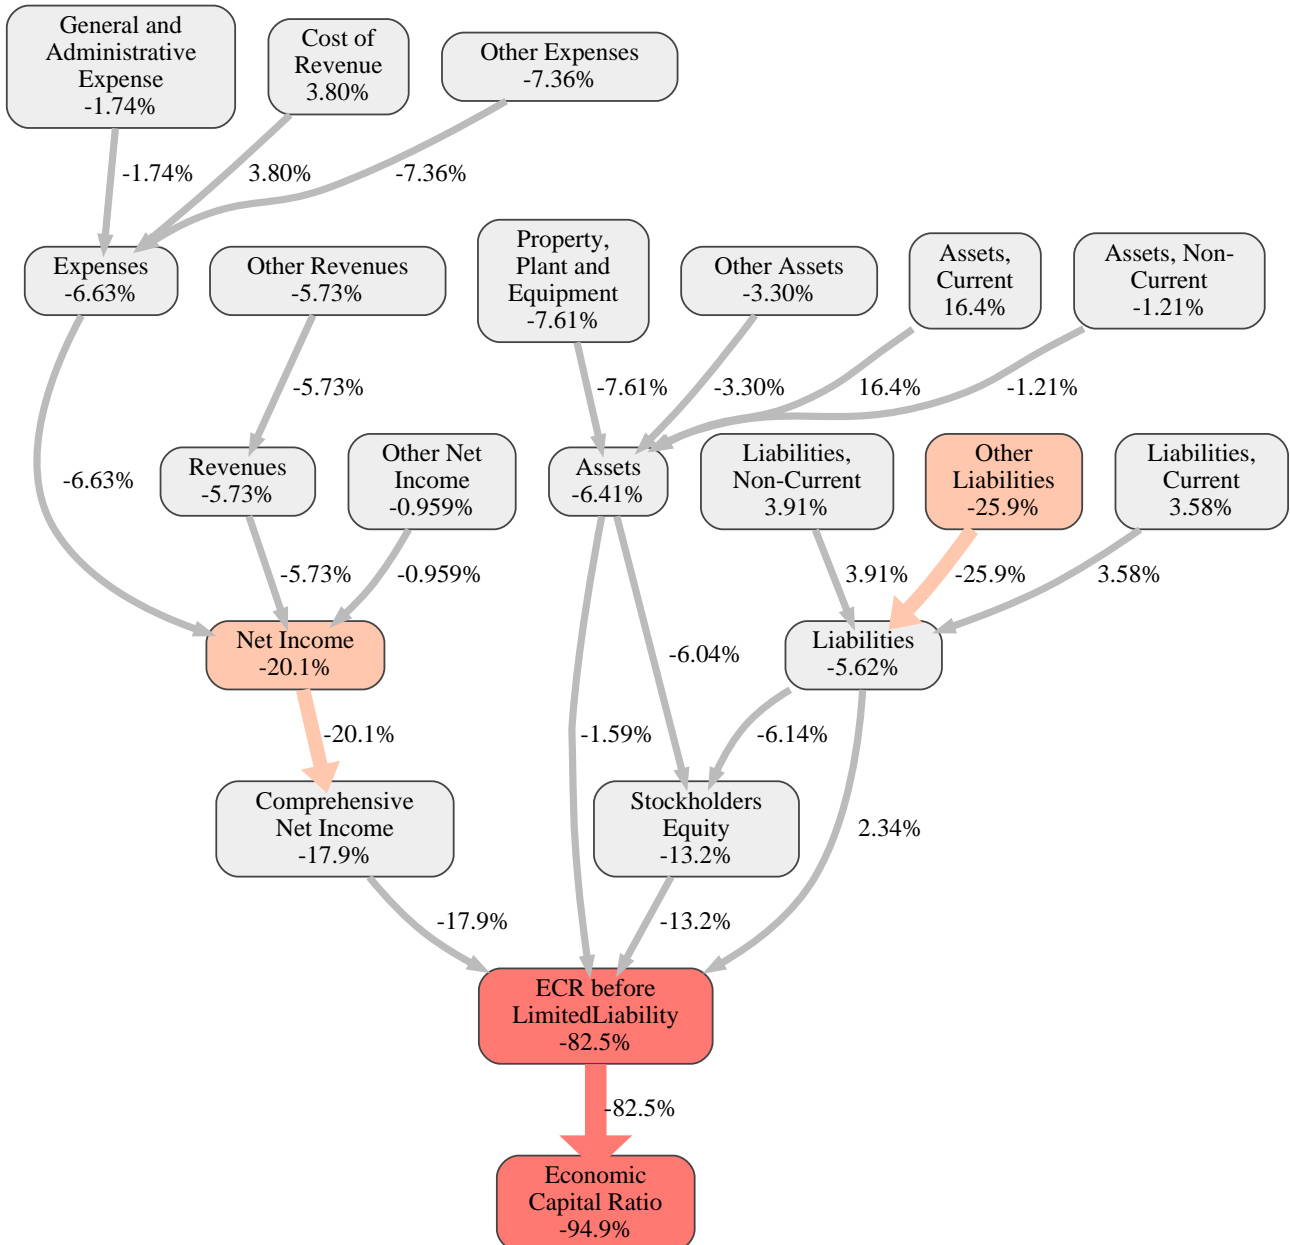 General and
Administrative
Expense
-1.74%
Cost of
Revenue
3.80%
Other Expenses
-7.36%
-1.74%
3.80%
-7.36%
Expenses
-6.63%
Other Revenues
-5.73%
Property,
Plant and
Equipment
-7.61%
Other Assets
-3.30%
Assets,
Current
16.4%
Assets, Non-
Current
-1.21%
-5.73%
-7.61%
-3.30%
16.4%
-1.21%
-6.63%
Revenues
-5.73%
Other Net
Income
-0.959%
Assets
-6.41%
Liabilities,
Non-Current
3.91%
Other
Liabilities
-25.9%
Liabilities,
Current
3.58%
-5.73%
-0.959%
3.91%
-25.9%
3.58%
Net Income
-20.1%
-6.04%
Liabilities
-5.62%
-20.1%
-1.59%
-6.14%
Comprehensive
Net Income
-17.9%
Stockholders
Equity
-13.2%
2.34%
-17.9%
-13.2%
ECR before
LimitedLiability
-82.5%
-82.5%
Economic
Capital Ratio
-94.9%